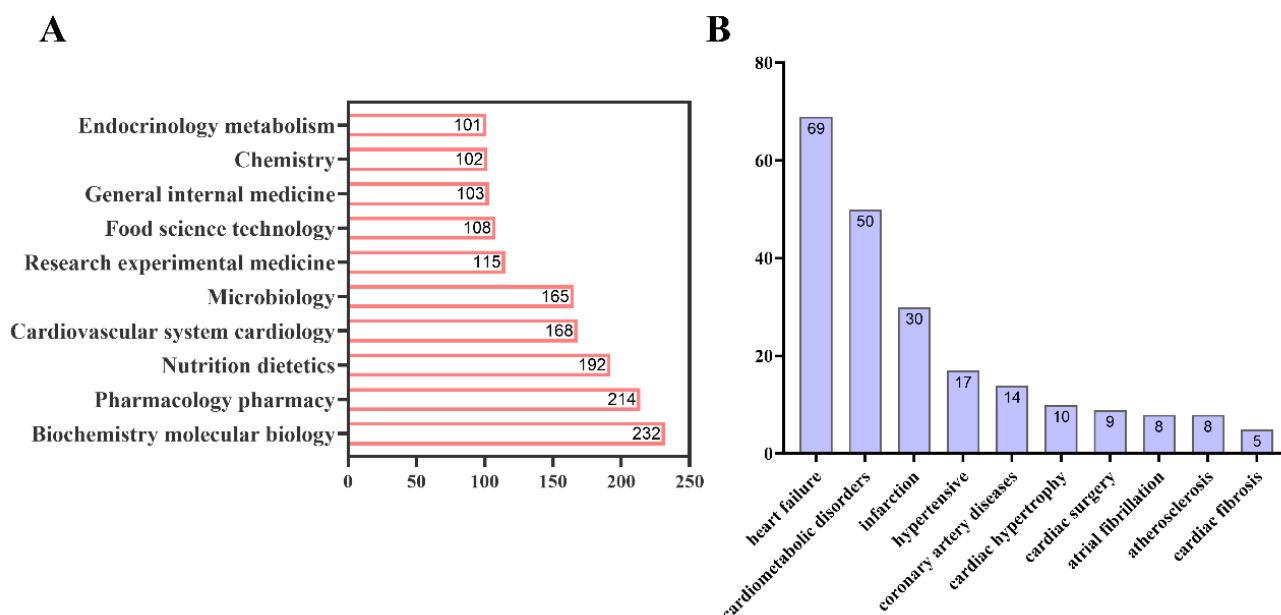 A
Endocrinology metabolism 101
Chemistry 102
General internal medicine 103
Food science technology 108
Research experimental medicine 115
Microbiology 165
Cardiovascular system cardiology 168
Nutrition dietetics 192
Pharmacology pharmacy 214
Biochemistry molecular biology 232
0 50 100 150 200 250
B
80
60
40
20
0
69 50 30 17 14 10 9 8 8 5
heart failure
cardiometabolic disorders
infarction
hypertensive
coronary artery diseases
cardiac hypertrophy
cardiac surgery
atrial fibrillation
atherosclerosis
cardiac fibrosis